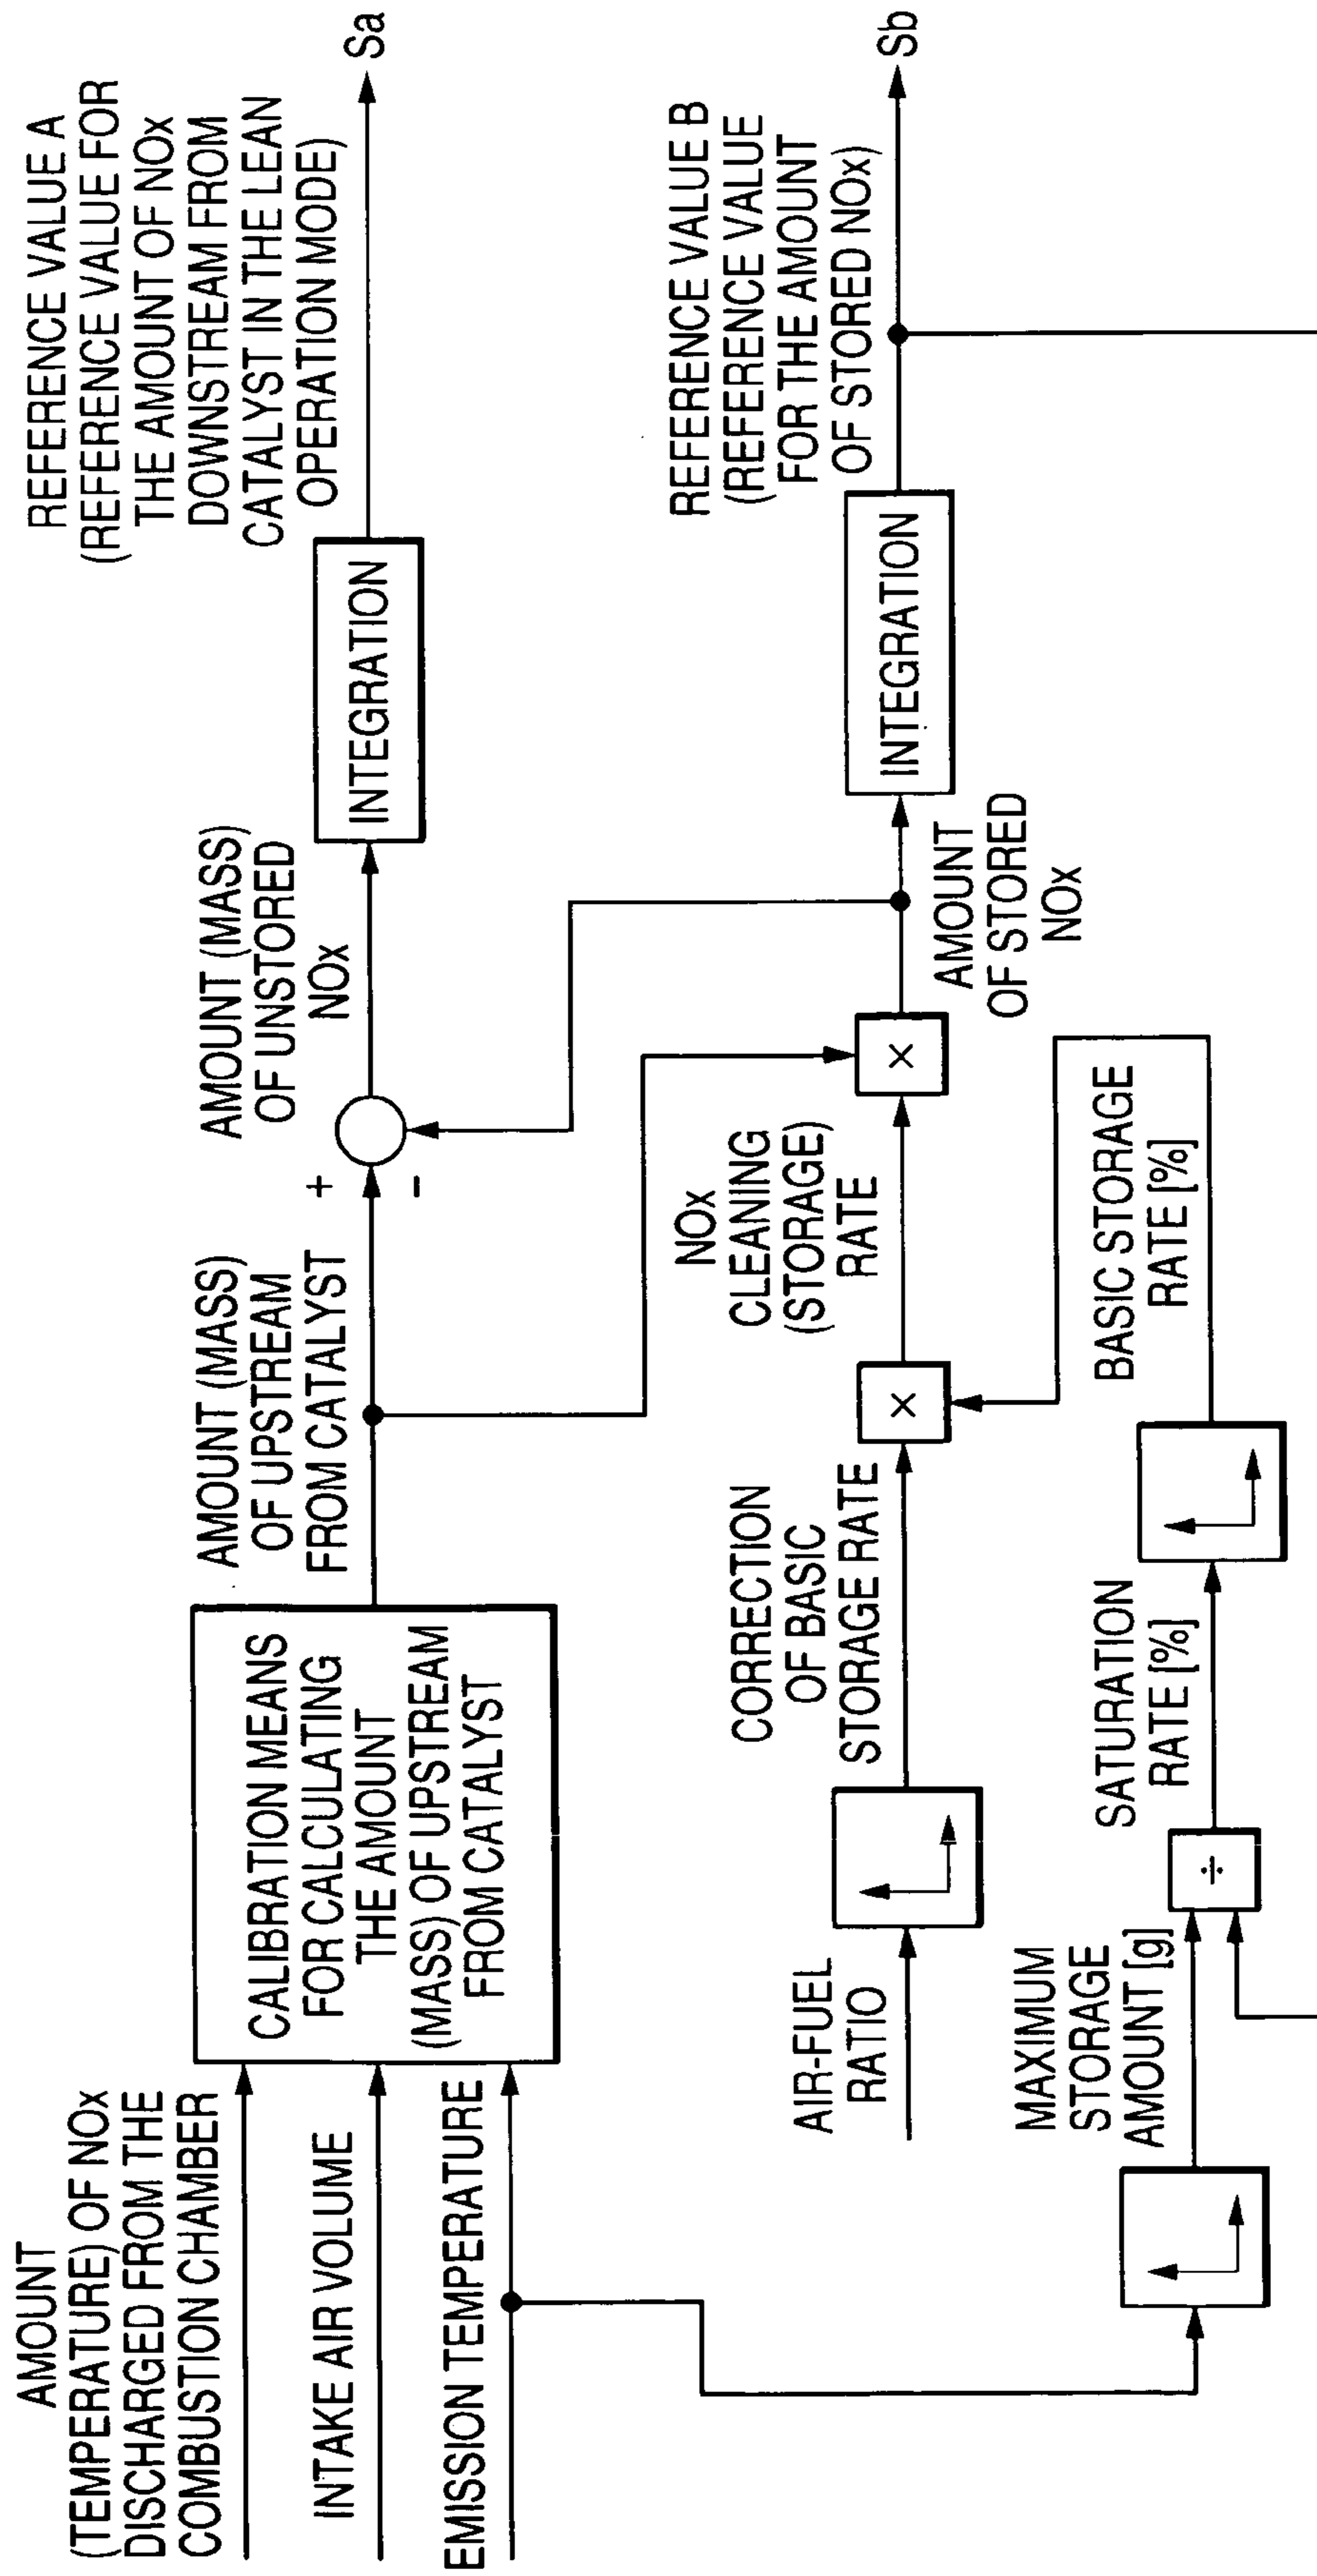 AMOUNT
(TEMPERATURE) OF NOx
DISCHARGED FROM THE
COMBUSTION CHAMBER
INTAKE AIR VOLUME
EMISSION TEMPERATURE
CALIBRATION MEANS
FOR CALCULATING
THE AMOUNT
(MASS) OF UPSTREAM
FROM CATALYST
AMOUNT (MASS)
OF UPSTREAM
FROM CATALYST
+
-
AMOUNT (MASS)
OF UNSTORED
NOx
INTEGRATION
REFERENCE VALUE A
(REFERENCE VALUE FOR
THE AMOUNT OF NOx
DOWNSTREAM FROM
CATALYST IN THE LEAN
OPERATION MODE)
Sa
AIR-FUEL
RATIO
CORRECTION
OF BASIC
STORAGE RATE
×
NOx
CLEANING
(STORAGE)
RATE
×
AMOUNT
OF STORED
NOx
INTEGRATION
REFERENCE VALUE B
(REFERENCE VALUE
FOR THE AMOUNT
OF STORED NOx)
Sb
MAXIMUM
STORAGE
AMOUNT [g]
÷
SATURATION
RATE [%]
BASIC STORAGE
RATE [%]